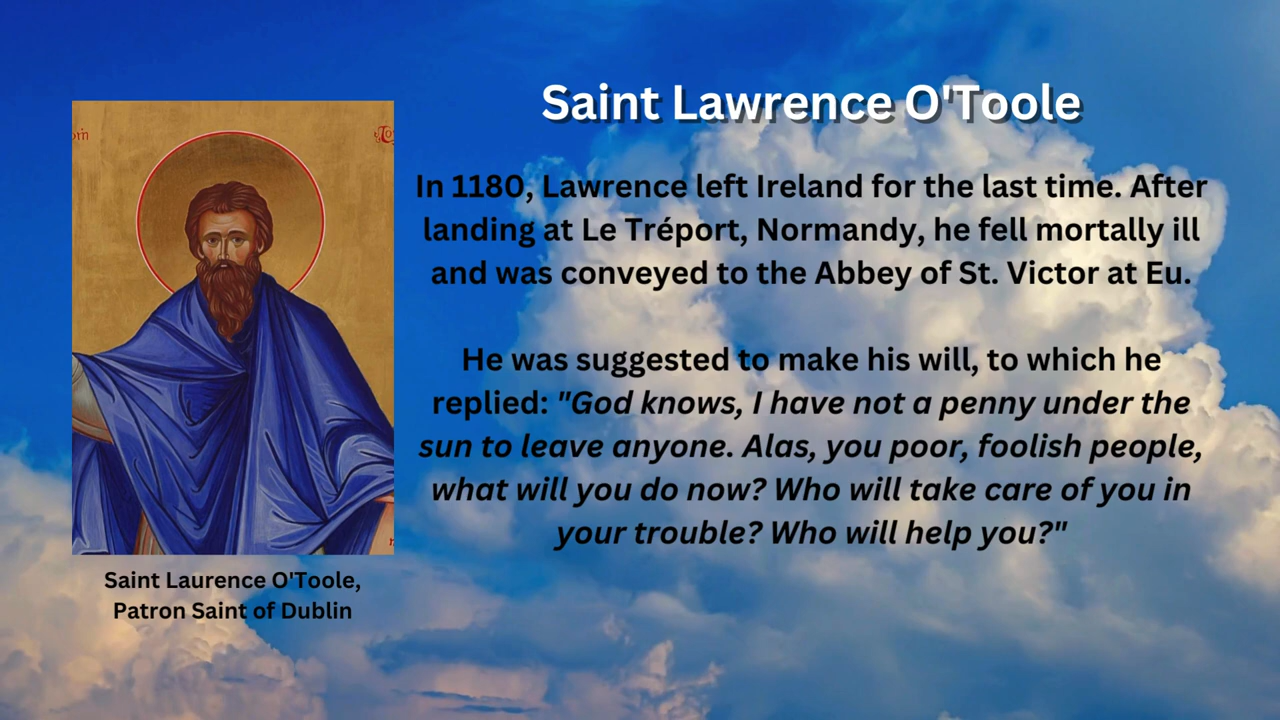 Saint Lawrence O'Toole
In 1180, Lawrence left Ireland for the last time. After
landing at Le Tréport, Normandy, he fell mortally ill
and was conveyed to the Abbey of St. Victor at Eu.
He was suggested to make his will, to which he
replied: "God knows, I have not a penny under the
sun to leave anyone. Alas, you poor, foolish people,
what will you do now? Who will take care of you in
your trouble? Who will help you?"
Saint Laurence O'Toole,
Patron Saint of Dublin